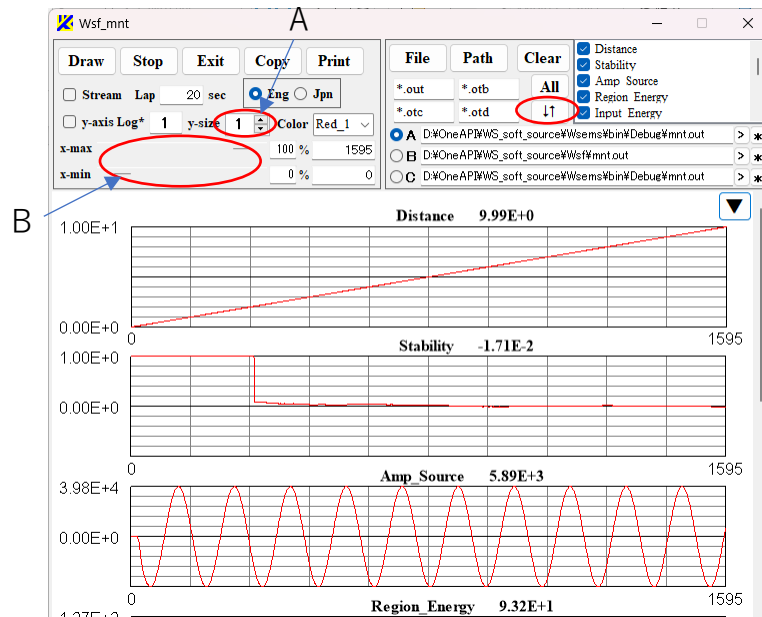 A
Wsf_mnt
Draw Stop Exit Copy Print
File Path Clear
Distance
Stability
Amp Source
Region Energy
Input Energy
Stream Lap 20 sec Eng Jpn
*.out *.otb All
*.otc *.otd ↓↑
y-axis Log* 1 y-size 1 Color Red_1
x-max 100 % 1595
x-min 0 % 0
A D:¥OneAPI¥WS_soft_source¥Wsems¥bin¥Debug¥mnt.out > *
B D:¥OneAPI¥WS_soft_source¥Wsf¥mnt.out > *
C D:¥OneAPI¥WS_soft_source¥Wsems¥bin¥Debug¥mnt.out > *
B
▼
Distance 9.99E+0
1.00E+1
0.00E+0
0 1595
Stability -1.71E-2
1.00E+0
0.00E+0
0 1595
Amp_Source 5.89E+3
3.98E+4
0.00E+0
0 1595
Region_Energy 9.32E+1